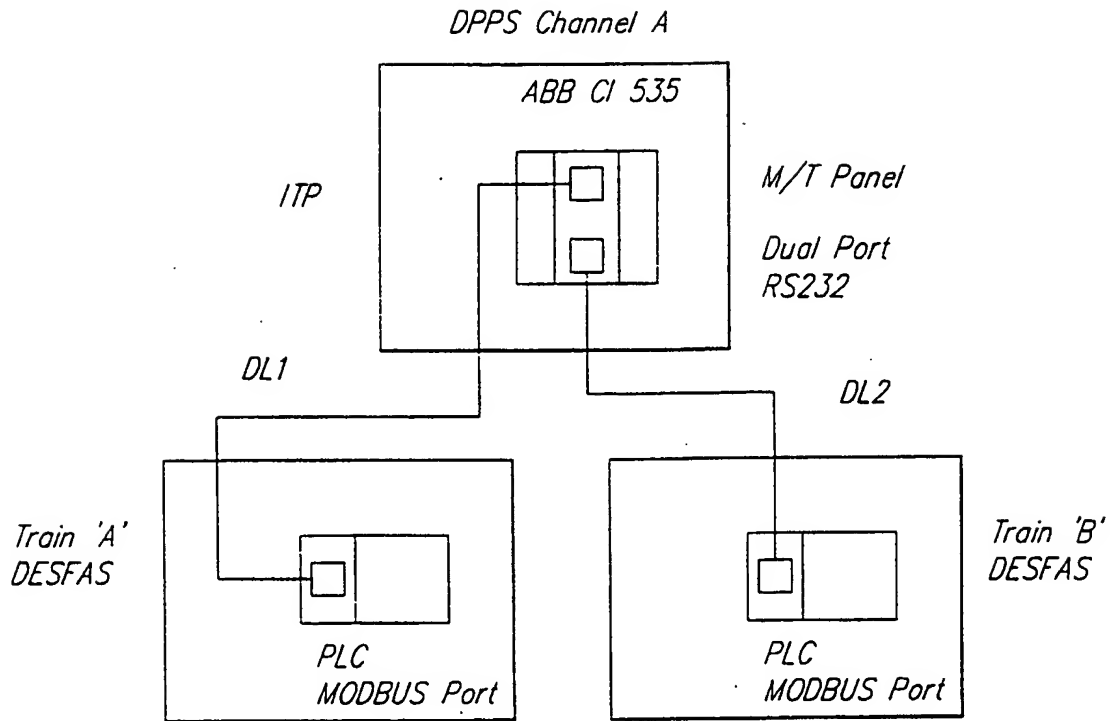 DPPS Channel A
ABB CI 535
ITP
M/T Panel
Dual Port
RS232
DL1
DL2
Train 'A'
DESFAS
PLC
MODBUS Port
Train 'B'
DESFAS
PLC
MODBUS Port